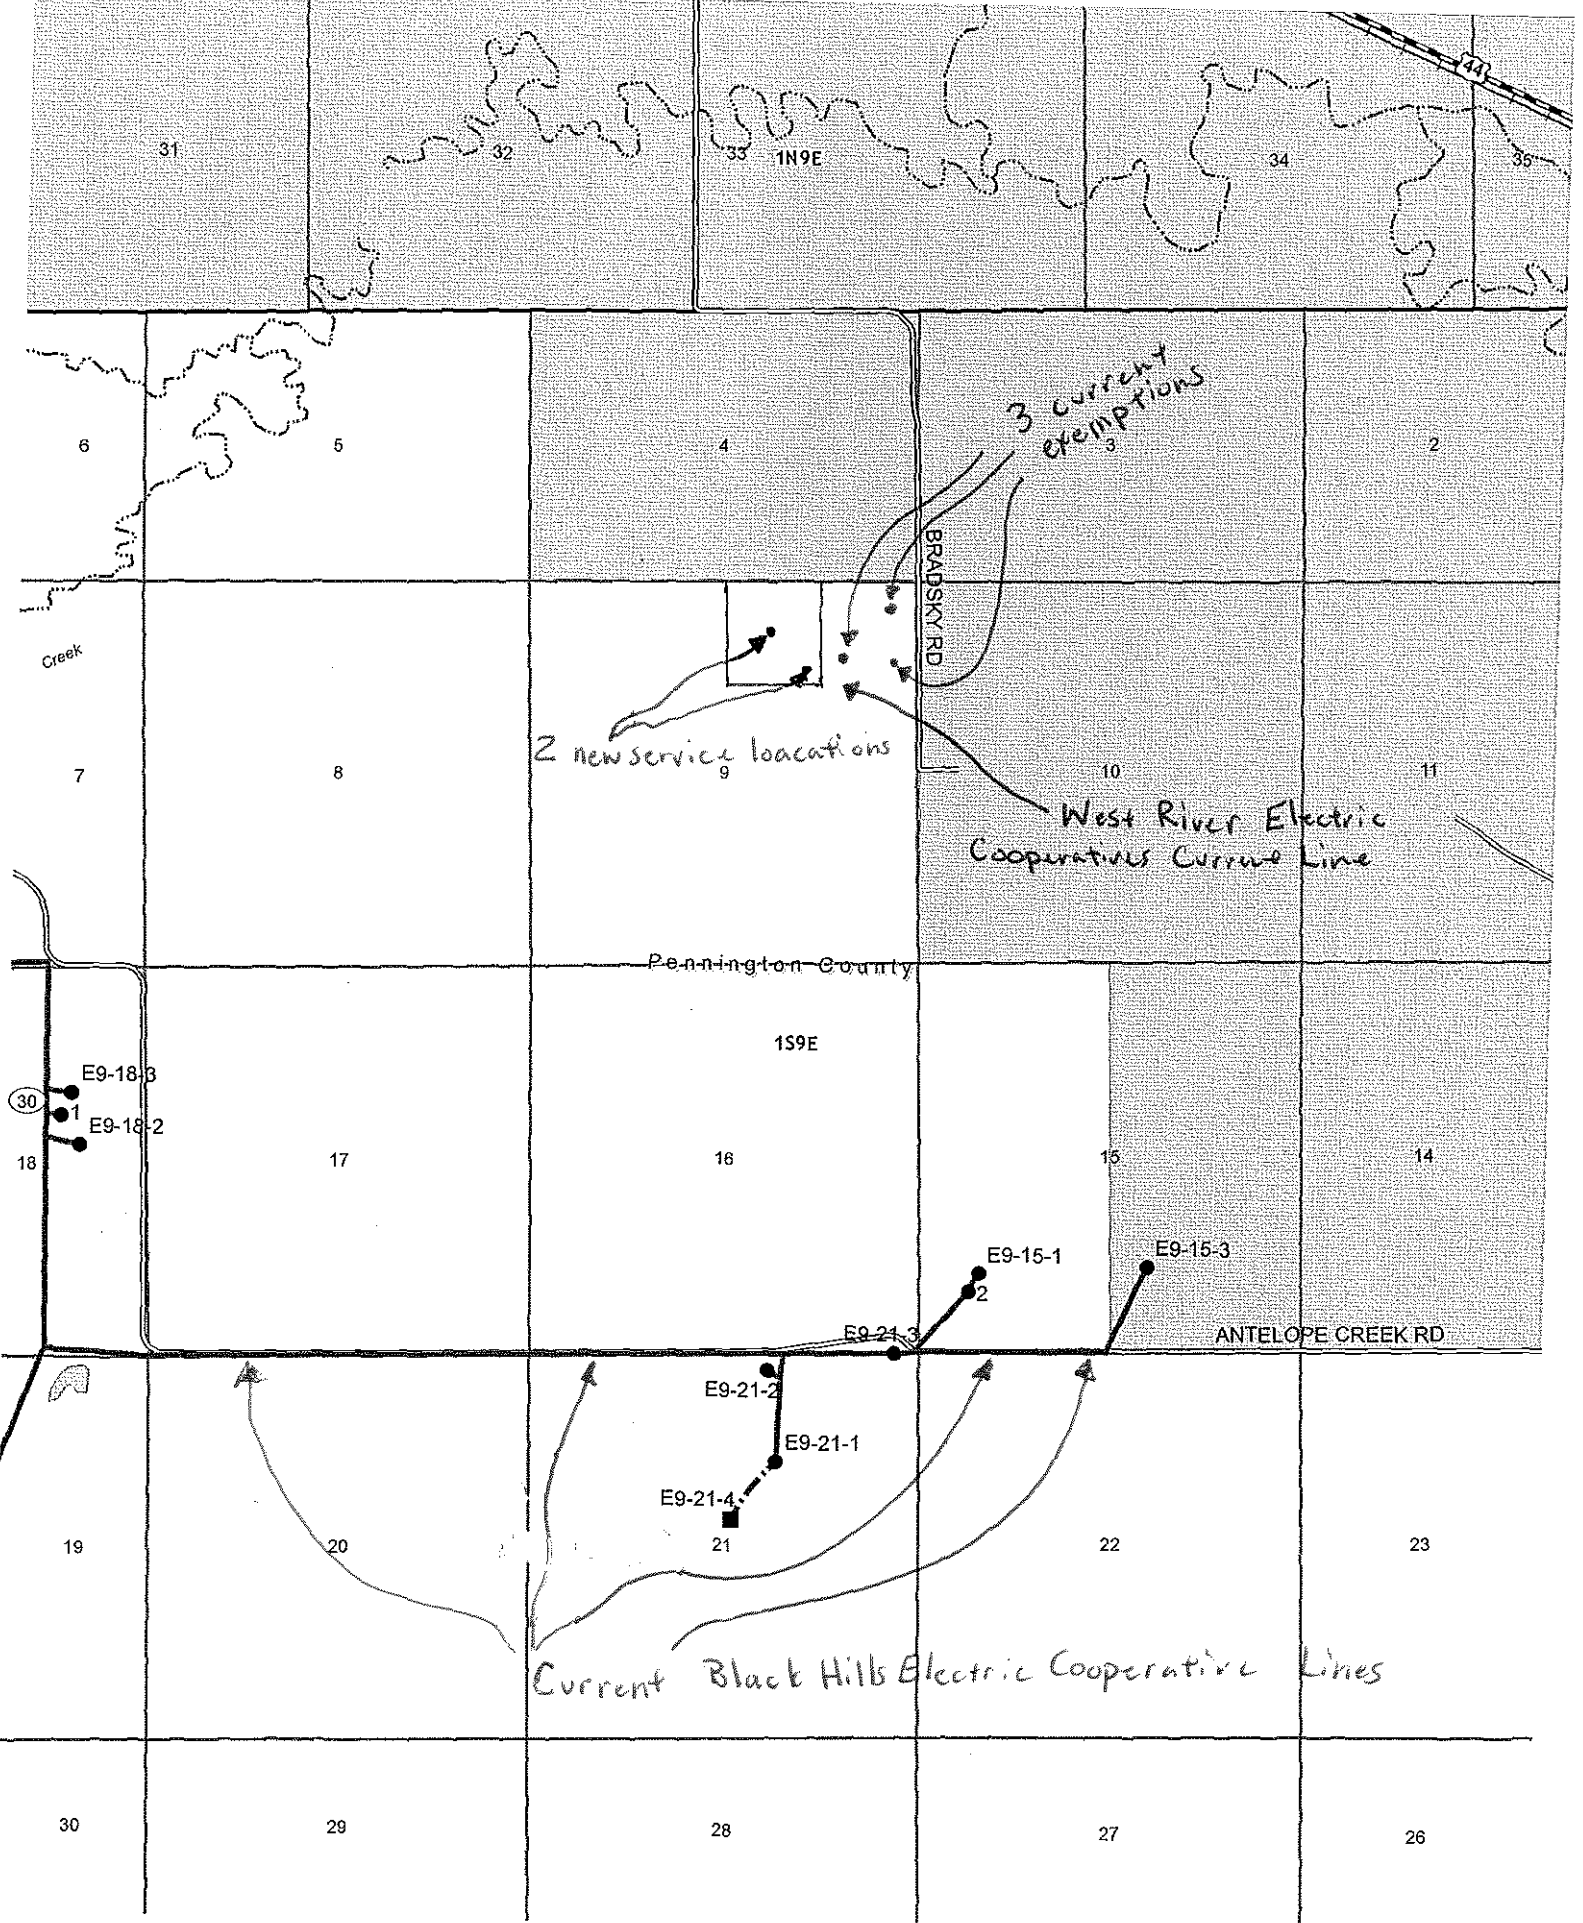 44
31
32
33
1N9E
34
35
3 current
exemptions
6
5
4
3
2
BRADSKY RD
Creek
2 new service loacations
7
8
9
10
11
West River Electric
Cooperatives Current Line
Pennington County
1S9E
E9-18-3
30
1
E9-18-2
18
17
16
15
14
E9-15-1
E9-15-3
2
E9-21-3
ANTELOPE CREEK RD
E9-21-2
E9-21-1
E9-21-4
19
20
21
22
23
Current Black Hills Electric Cooperative Lines
30
29
28
27
26